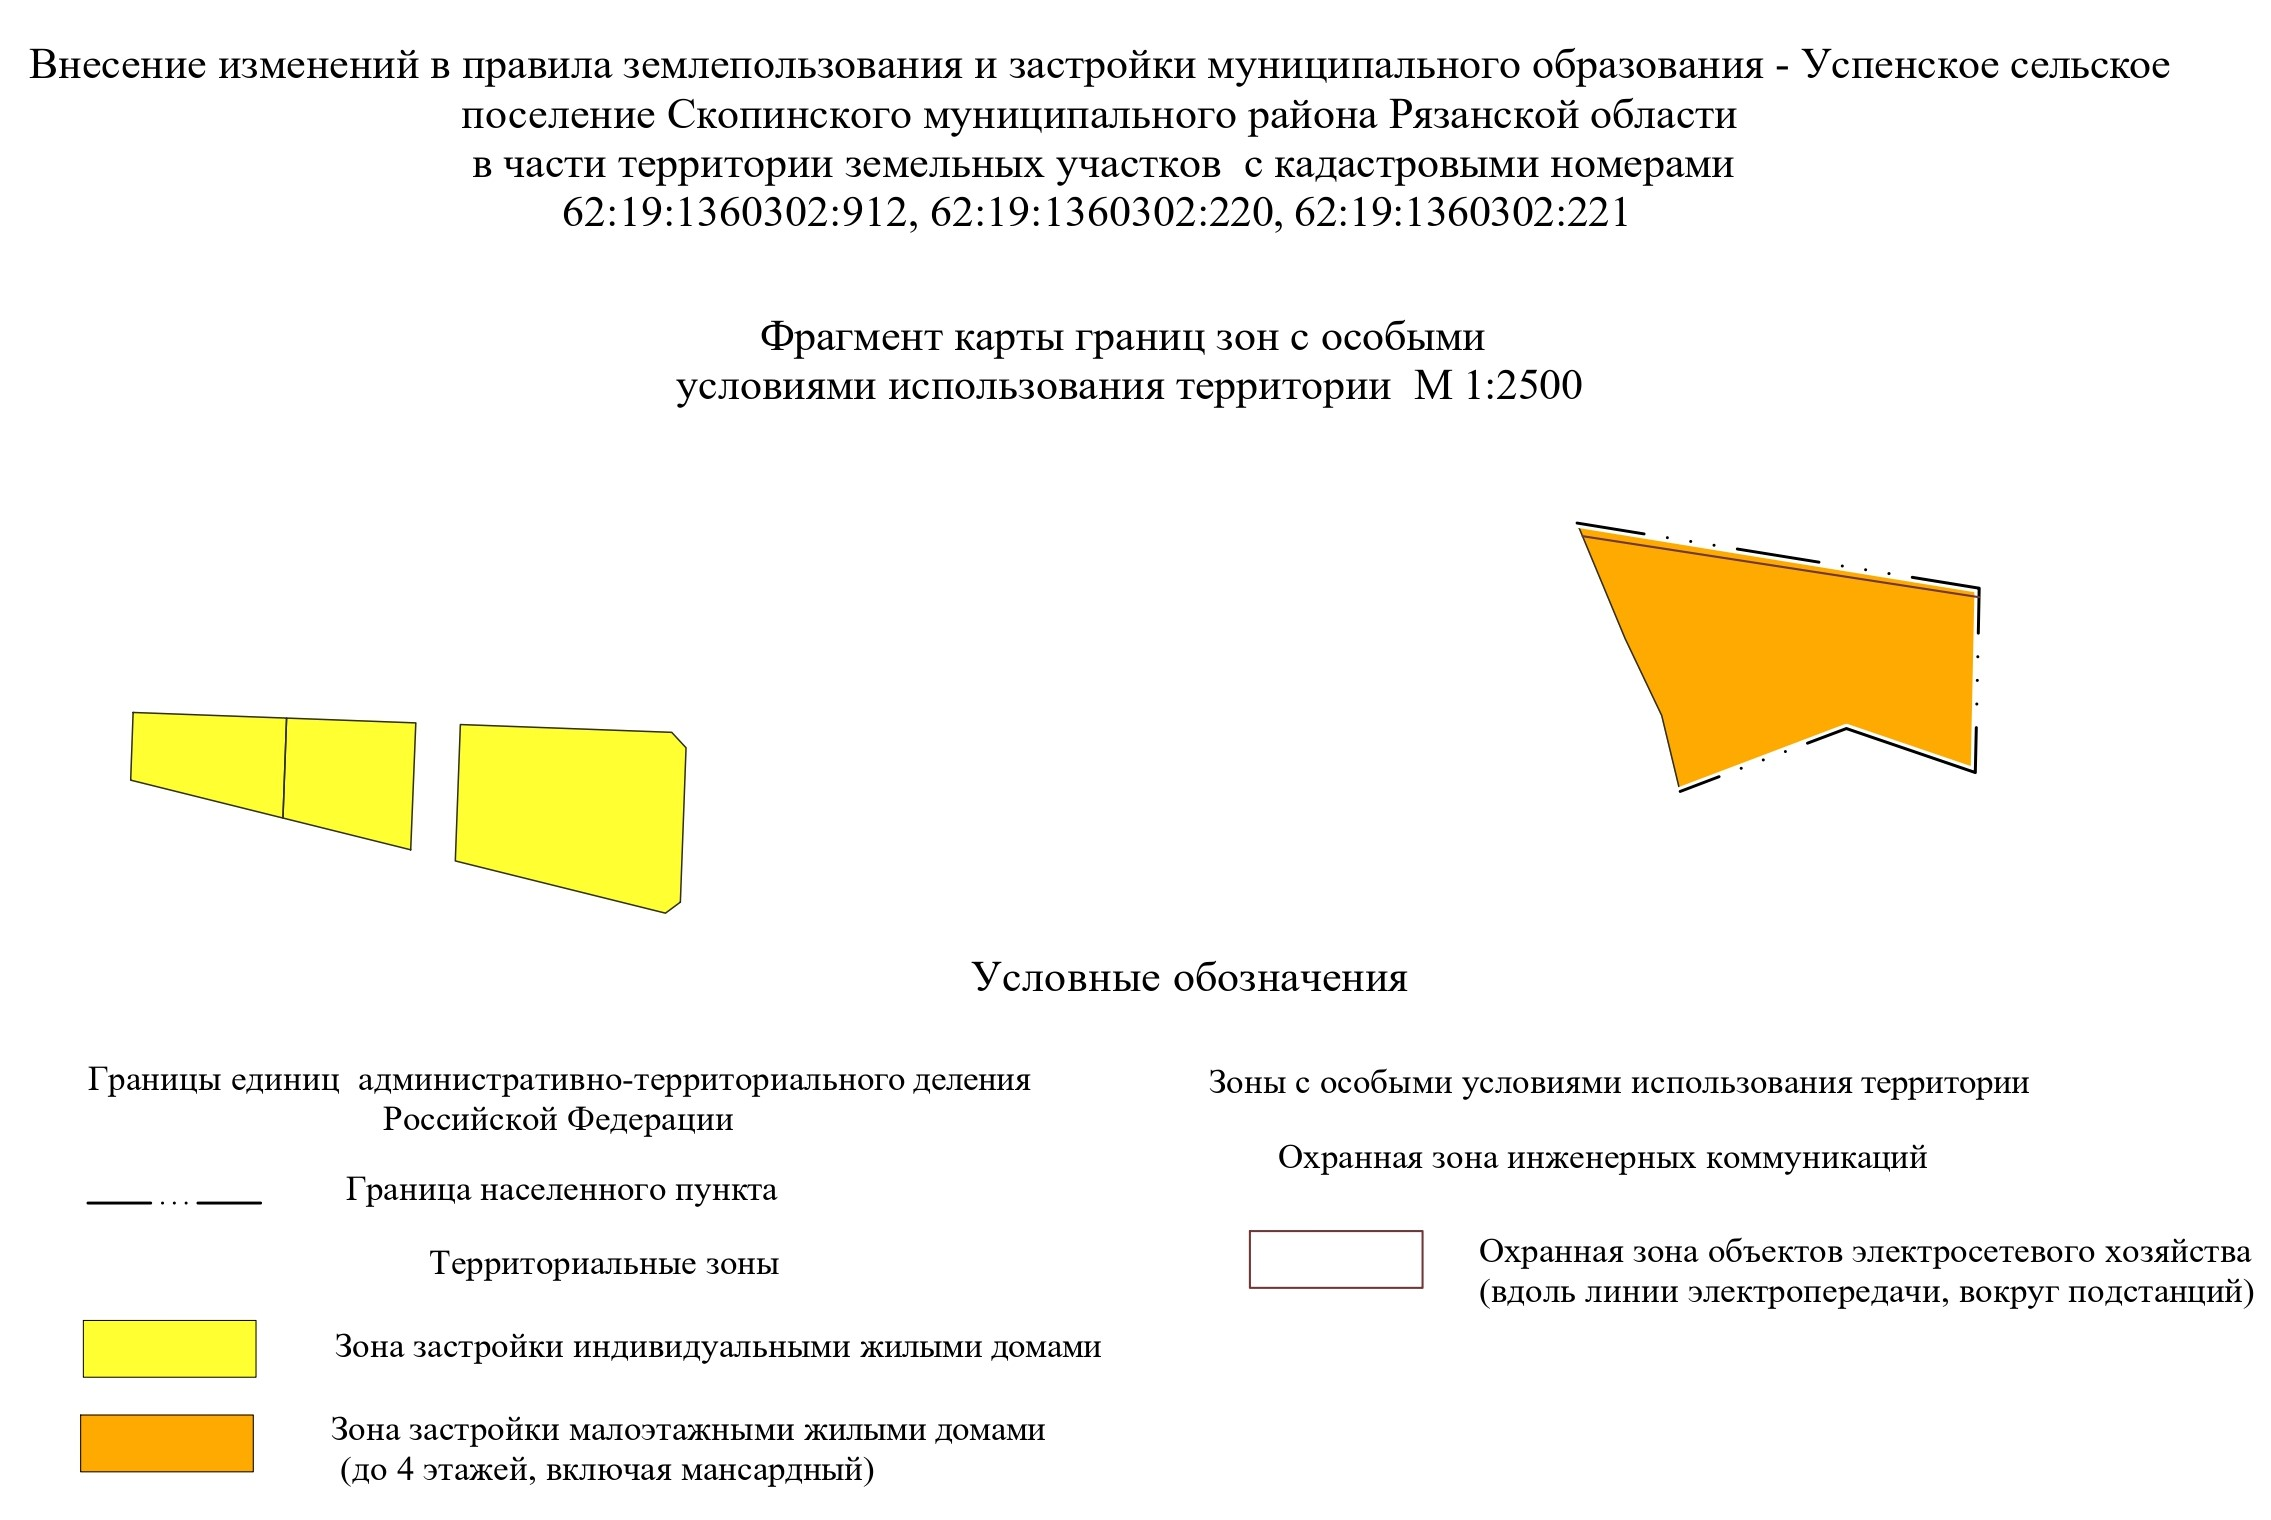 Внесение изменений в правила землепользования и застройки муниципального образования - Успенское сельское
поселение Скопинского муниципального района Рязанской области
в части территории земельных участков  с кадастровыми номерами
62:19:1360302:912, 62:19:1360302:220, 62:19:1360302:221
Фрагмент карты границ зон с особыми
условиями использования территории  М 1:2500
Условные обозначения
Границы единиц  административно-территориального деления
Российской Федерации
Граница населенного пункта
Территориальные зоны
Зона застройки индивидуальными жилыми домами
Зона застройки малоэтажными жилыми домами
(до 4 этажей, включая мансардный)
Зоны с особыми условиями использования территории
Охранная зона инженерных коммуникаций
Охранная зона объектов электросетевого хозяйства
(вдоль линии электропередачи, вокруг подстанций)